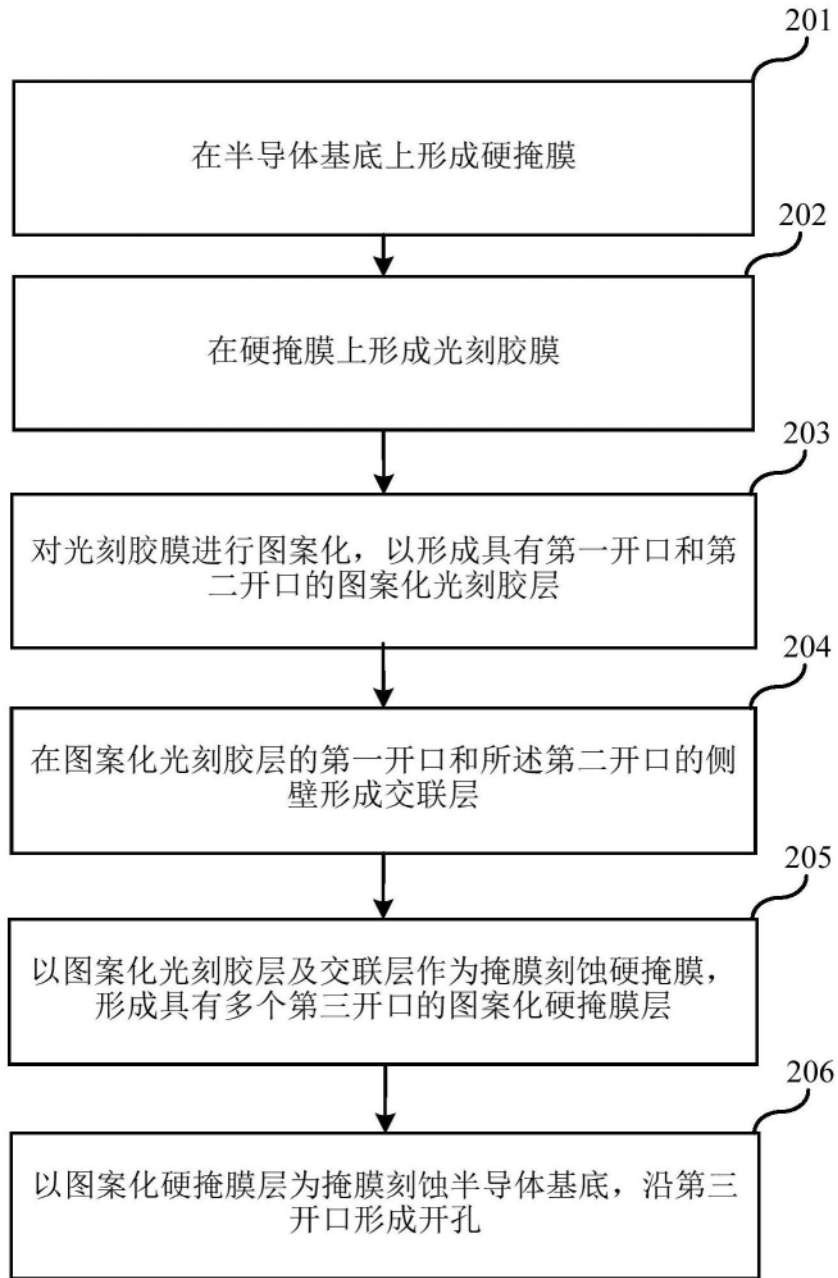 201
在半导体基底上形成硬掩膜
202
在硬掩膜上形成光刻胶膜
203
对光刻胶膜进行图案化，以形成具有第一开口和第
二开口的图案化光刻胶层
204
在图案化光刻胶层的第一开口和所述第二开口的侧
壁形成交联层
205
以图案化光刻胶层及交联层作为掩膜刻蚀硬掩膜，
形成具有多个第三开口的图案化硬掩膜层
206
以图案化硬掩膜层为掩膜刻蚀半导体基底，沿第三
开口形成开孔